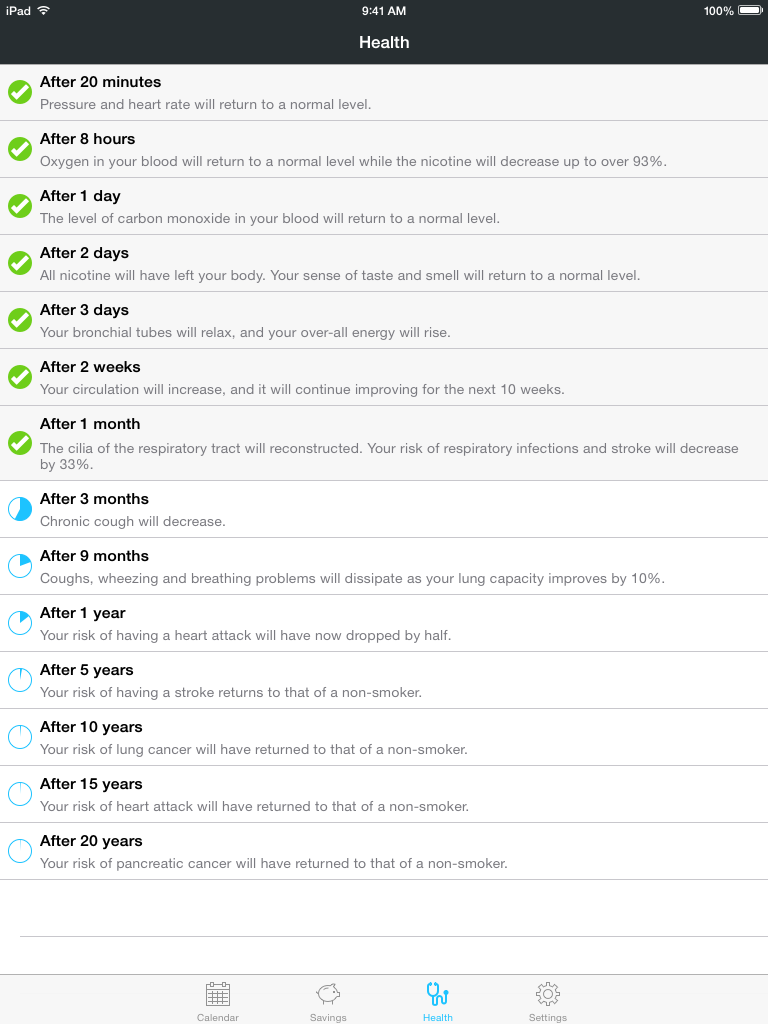 iPad 9:41 AM 100%
Health
After 20 minutes
Pressure and heart rate will return to a normal level.
After 8 hours
Oxygen in your blood will return to a normal level while the nicotine will decrease up to over 93%.
After 1 day
The level of carbon monoxide in your blood will return to a normal level.
After 2 days
All nicotine will have left your body. Your sense of taste and smell will return to a normal level.
After 3 days
Your bronchial tubes will relax, and your over-all energy will rise.
After 2 weeks
Your circulation will increase, and it will continue improving for the next 10 weeks.
After 1 month
The cilia of the respiratory tract will reconstructed. Your risk of respiratory infections and stroke will decrease
by 33%.
After 3 months
Chronic cough will decrease.
After 9 months
Coughs, wheezing and breathing problems will dissipate as your lung capacity improves by 10%.
After 1 year
Your risk of having a heart attack will have now dropped by half.
After 5 years
Your risk of having a stroke returns to that of a non-smoker.
After 10 years
Your risk of lung cancer will have returned to that of a non-smoker.
After 15 years
Your risk of heart attack will have returned to that of a non-smoker.
After 20 years
Your risk of pancreatic cancer will have returned to that of a non-smoker.
Calendar Savings Health Settings